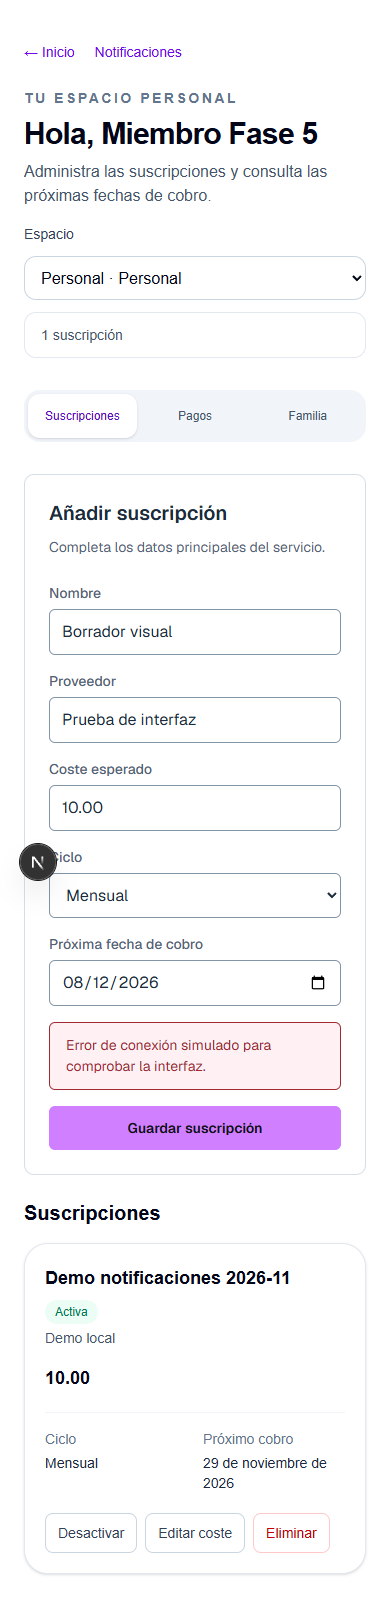 ← Inicio Notificaciones
TU ESPACIO PERSONAL
Hola, Miembro Fase 5
Administra las suscripciones y consulta las
próximas fechas de cobro.
Espacio
Personal · Personal
1 suscripción
Suscripciones Pagos Familia
Añadir suscripción
Completa los datos principales del servicio.
Nombre
Borrador visual
Proveedor
Prueba de interfaz
Coste esperado
10.00
N
Ciclo
Mensual
Próxima fecha de cobro
08/12/2026
Error de conexión simulado para
comprobar la interfaz.
Guardar suscripción
Suscripciones
Demo notificaciones 2026-11
Activa
Demo local
10.00
Ciclo Próximo cobro
Mensual 29 de noviembre de
2026
Desactivar Editar coste Eliminar